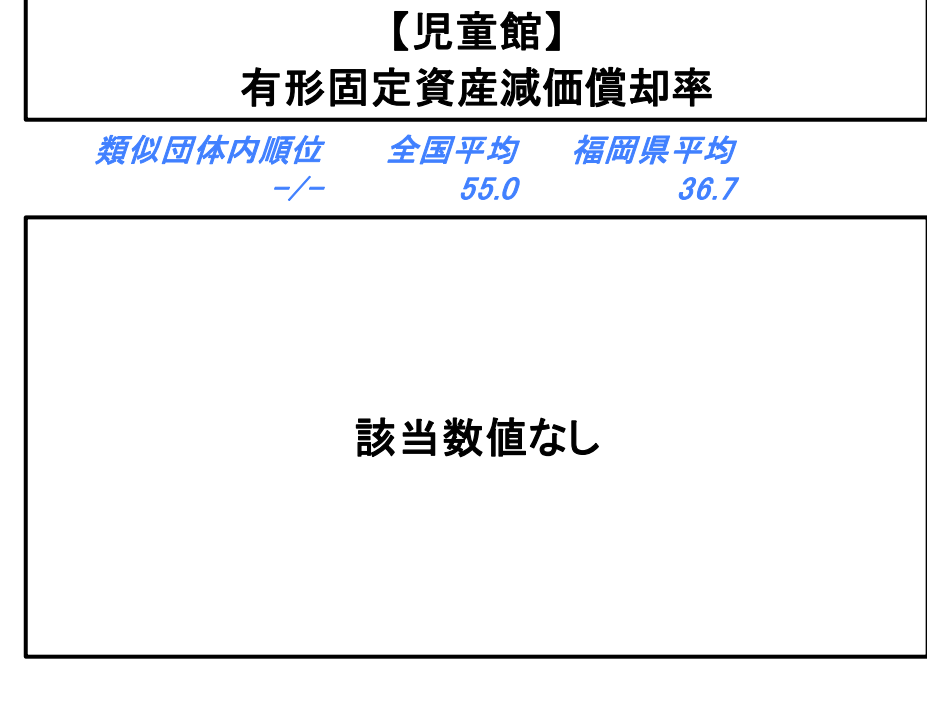 【児童館】
有形固定資産減価償却率
類似団体内順位 全国平均 福岡県平均
-/- 55.0 36.7
該当数値なし